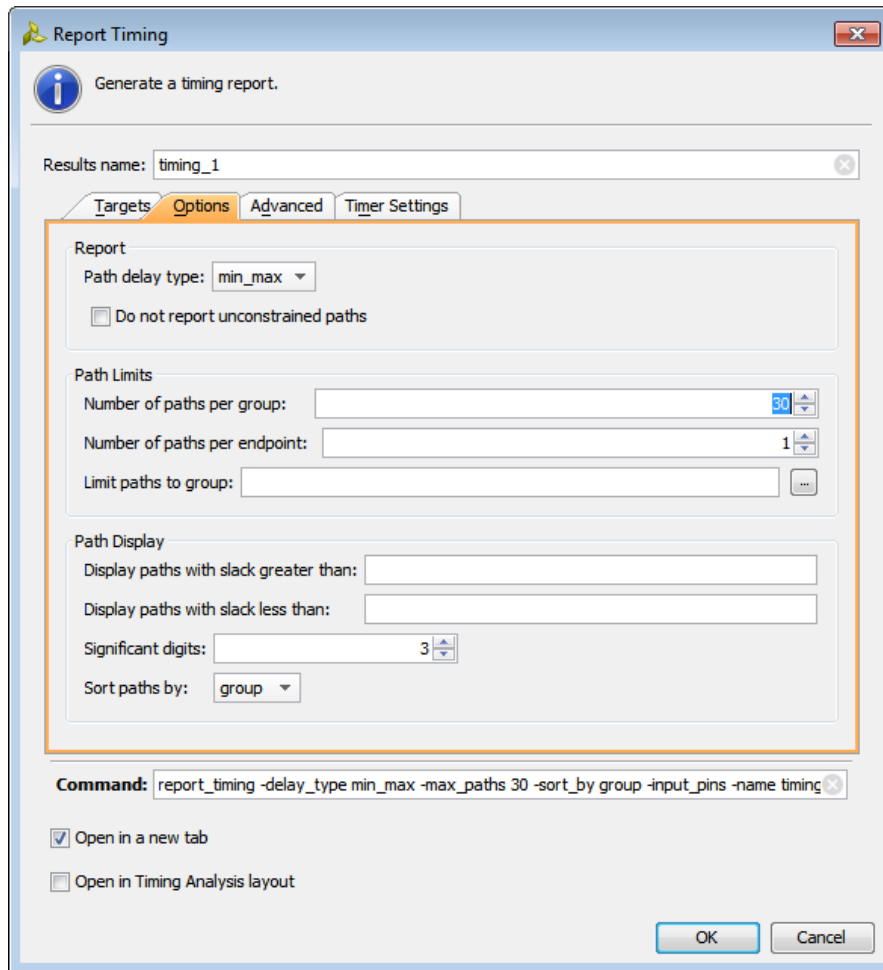 Report Timing
Generate a timing report.
Results name: timing_1
Targets Options Advanced Timer Settings
Report
Path delay type: min_max
Do not report unconstrained paths
Path Limits
Number of paths per group: 30
Number of paths per endpoint: 1
Limit paths to group: ...
Path Display
Display paths with slack greater than:
Display paths with slack less than:
Significant digits: 3
Sort paths by: group
Command: report_timing -delay_type min_max -max_paths 30 -sort_by group -input_pins -name timing
Open in a new tab
Open in Timing Analysis layout
OK Cancel